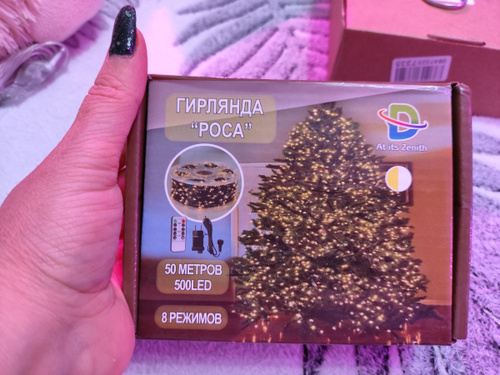 ГИРЛЯНДА
“РОСА”
At its Zenith
50 МЕТРОВ
500LED
8 РЕЖИМОВ